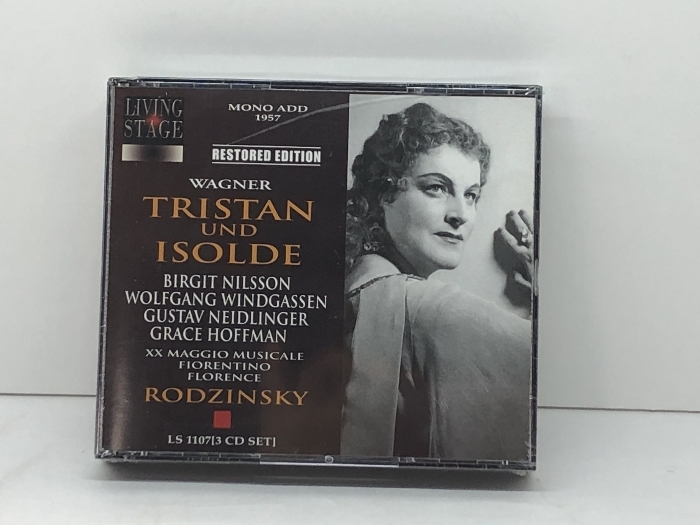 LIVING
STAGE
MONO ADD
1957
RESTORED EDITION
WAGNER
TRISTAN
UND
ISOLDE
BIRGIT NILSSON
WOLFGANG WINDGASSEN
GUSTAV NEIDLINGER
GRACE HOFFMAN
XX MAGGIO MUSICALE
FIORENTINO
FLORENCE
RODZINSKY
LS 1107[3 CD SET]